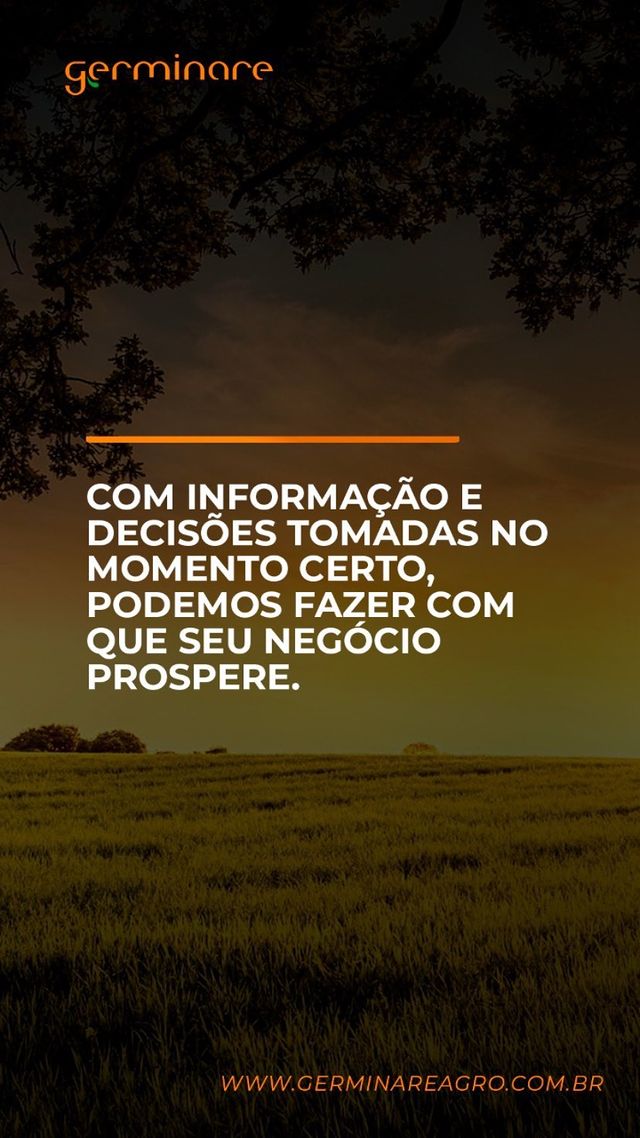 germinare
COM INFORMAÇÃO E
DECISÕES TOMADAS NO
MOMENTO CERTO,
PODEMOS FAZER COM
QUE SEU NEGÓCIO
PROSPERE.
WWW.GERMINAREAGRO.COM.BR